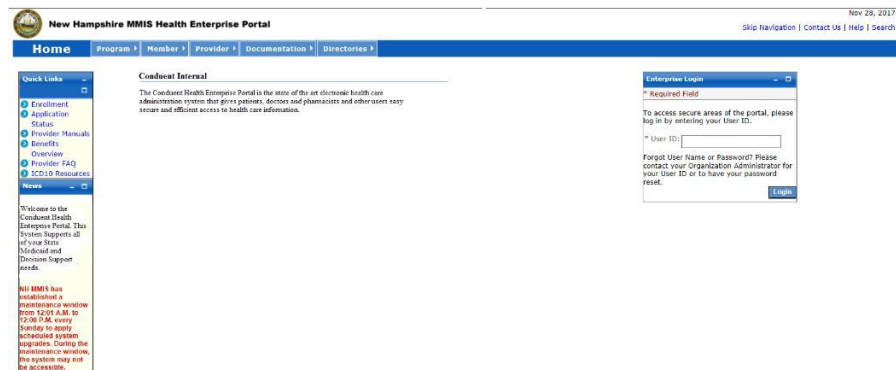 Nov 28, 2017
New Hampshire MMIS Health Enterprise Portal
Skip Navigation | Contact Us | Help | Search
Home
Program
Member
Provider
Documentation
Directories
Quick Links
Enrollment
Application
Status
Provider Manuals
Benefits
Overview
Provider FAQ
ICD10 Resources
News
Welcome to the
Conduent Health
Enterprise Portal. This
System Supports all
of your State
Medicaid and
Decision Support
needs.
NH MMIS has
established a
maintenance window
from 12:01 A.M. to
12:00 P.M. every
Sunday to apply
scheduled system
upgrades. During the
maintenance window,
the system may not
be accessible.
Conduent Internal
The Conduent Health Enterprise Portal is the state of the art electronic health care
administration system that gives patients, doctors and pharmacists and other users easy
secure and efficient access to health care information.
Enterprise Login
* Required Field
To access secure areas of the portal, please
log in by entering your User ID.
* User ID:
Forgot User Name or Password? Please
contact your Organization Administrator for
your User ID or to have your password
reset.
Login